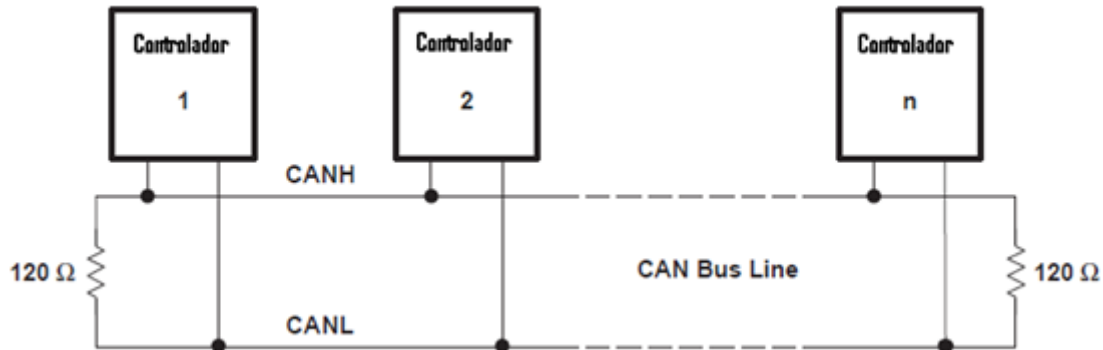 Controlador
1
Controlador
2
Controlador
n
CANH
120 Ω
CAN Bus Line
120 Ω
CANL